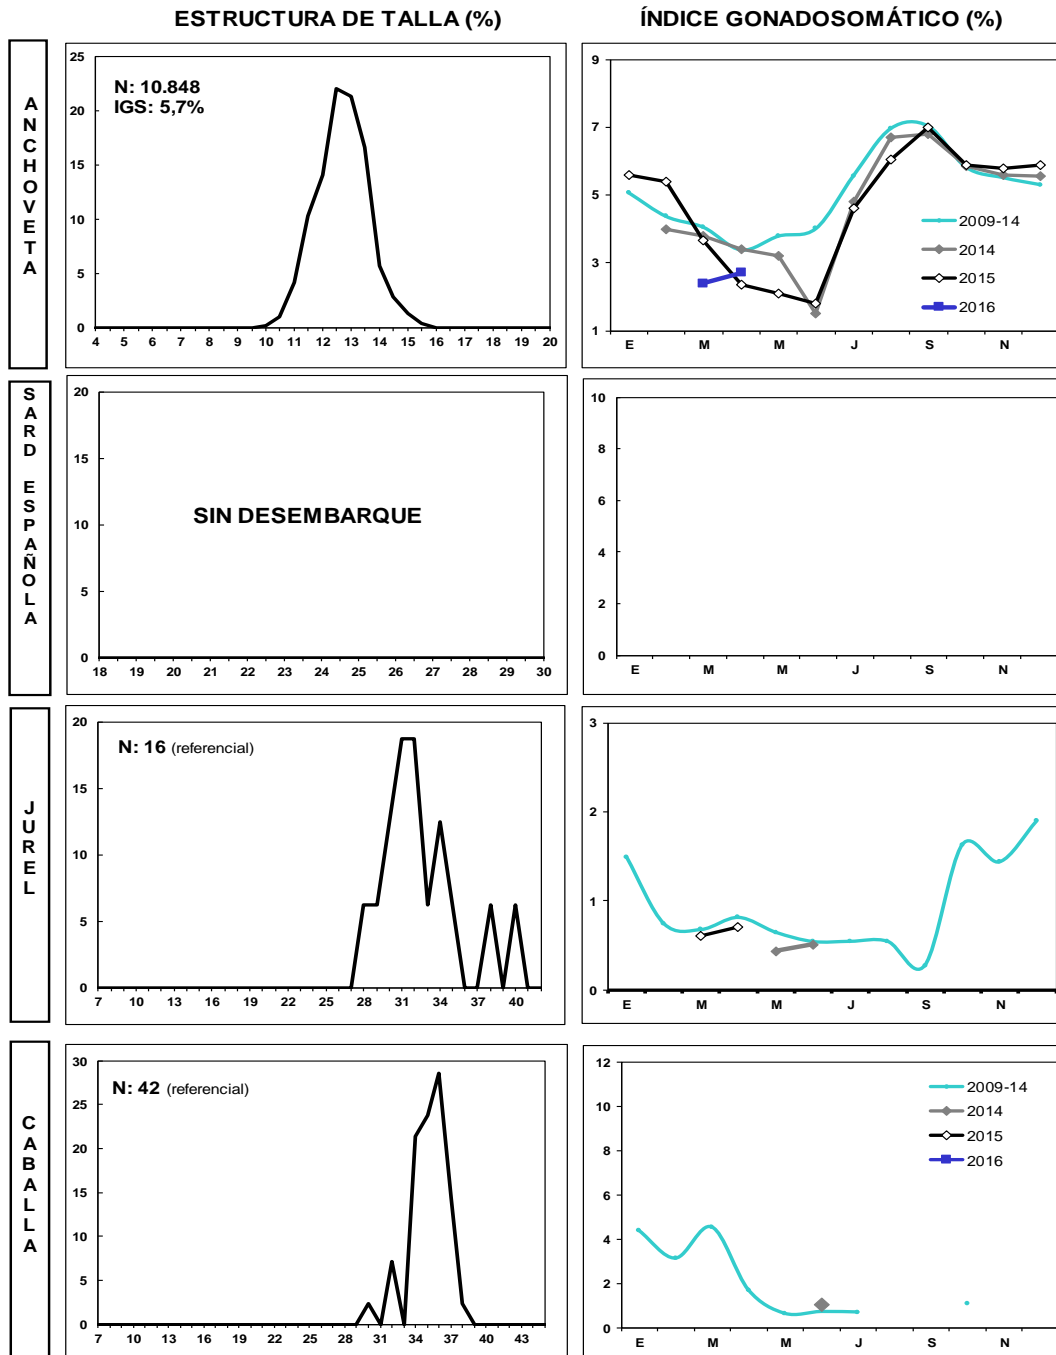 ESTRUCTURA DE TALLA (%)
ÍNDICE GONADOSOMÁTICO (%)
ANCHOVETA
25
20
15
10
5
0
N: 10.848
IGS: 5,7%
4 5 6 7 8 9 10 11 12 13 14 15 16 17 18 19 20
9
7
5
3
1
2009-14
2014
2015
2016
E M M J S N
SARD ESPAÑOLA
20
15
10
5
0
SIN DESEMBARQUE
18 19 20 21 22 23 24 25 26 27 28 29 30
10
8
6
4
2
0
E M M J S N
JUREL
20
15
10
5
0
N: 16 (referencial)
7 10 13 16 19 22 25 28 31 34 37 40
3
2
1
0
E M M J S N
CABALLA
30
25
20
15
10
5
0
N: 42 (referencial)
7 10 13 16 19 22 25 28 31 34 37 40 43
12
10
8
6
4
2
0
2009-14
2014
2015
2016
E M M J S N